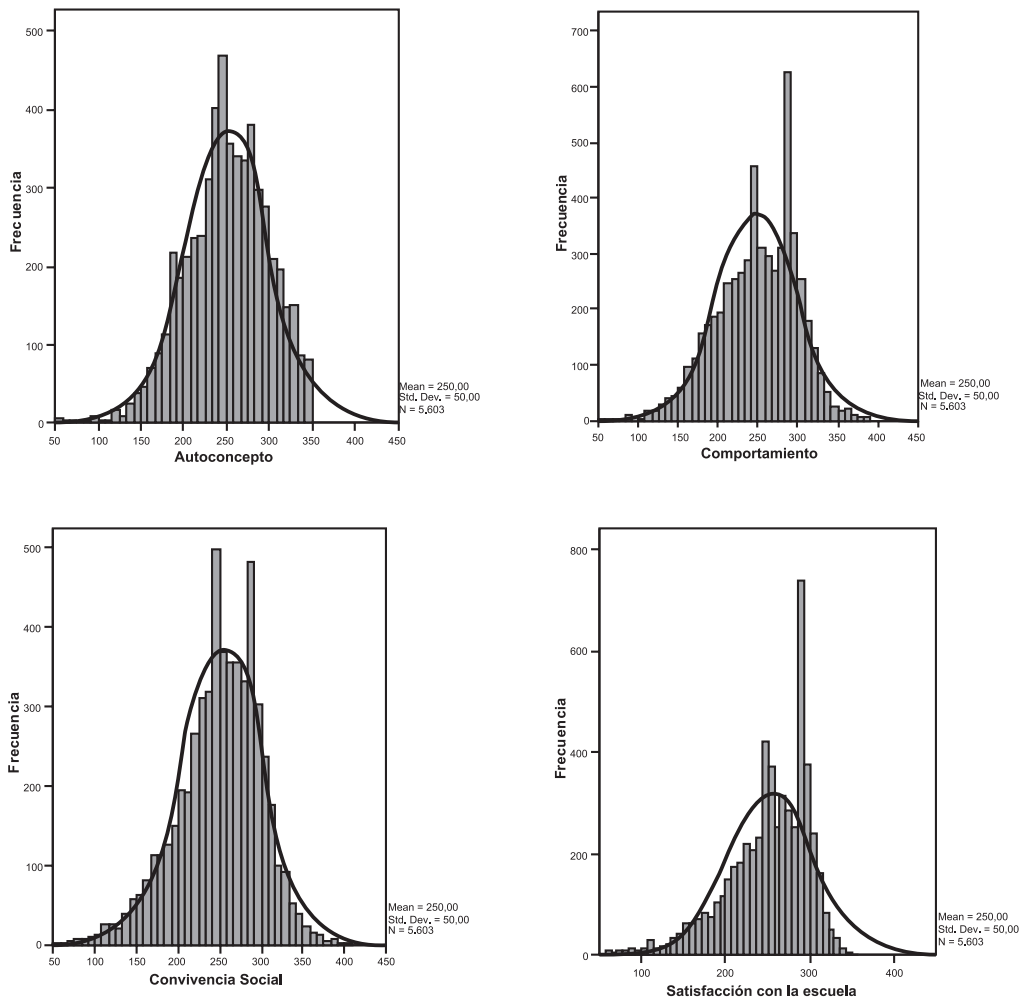 500
400
300
200
100
0
Frecuencia
50 100 150 200 250 300 350 400 450
Autoconcepto
Mean = 250,00
Std. Dev. = 50,00
N = 5.603
700
600
500
400
300
200
100
0
Frecuencia
50 100 150 200 250 300 350 400 450
Comportamiento
Mean = 250,00
Std. Dev. = 50,00
N = 5.603
500
400
300
200
100
0
Frecuencia
50 100 150 200 250 300 350 400 450
Convivencia Social
Mean = 250,00
Std. Dev. = 50,00
N = 5.603
800
600
400
200
0
Frecuencia
100 200 300 400
Satisfacción con la escuela
Mean = 250,00
Std. Dev. = 50,00
N = 5.603